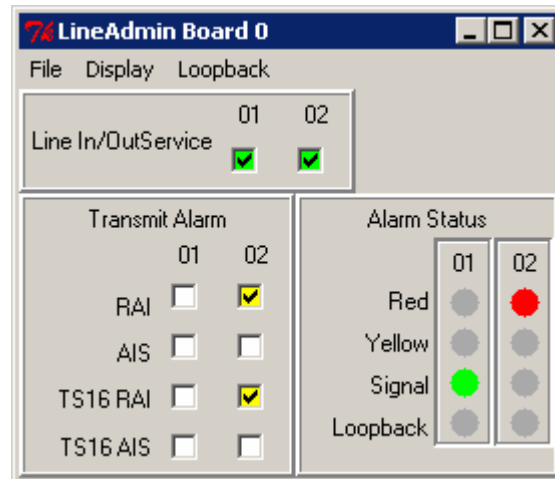 LineAdmin Board 0
File Display Loopback
01 02
Line In/OutService
Transmit Alarm
01 02
RAI
AIS
TS16 RAI
TS16 AIS
Alarm Status
01 02
Red
Yellow
Signal
Loopback